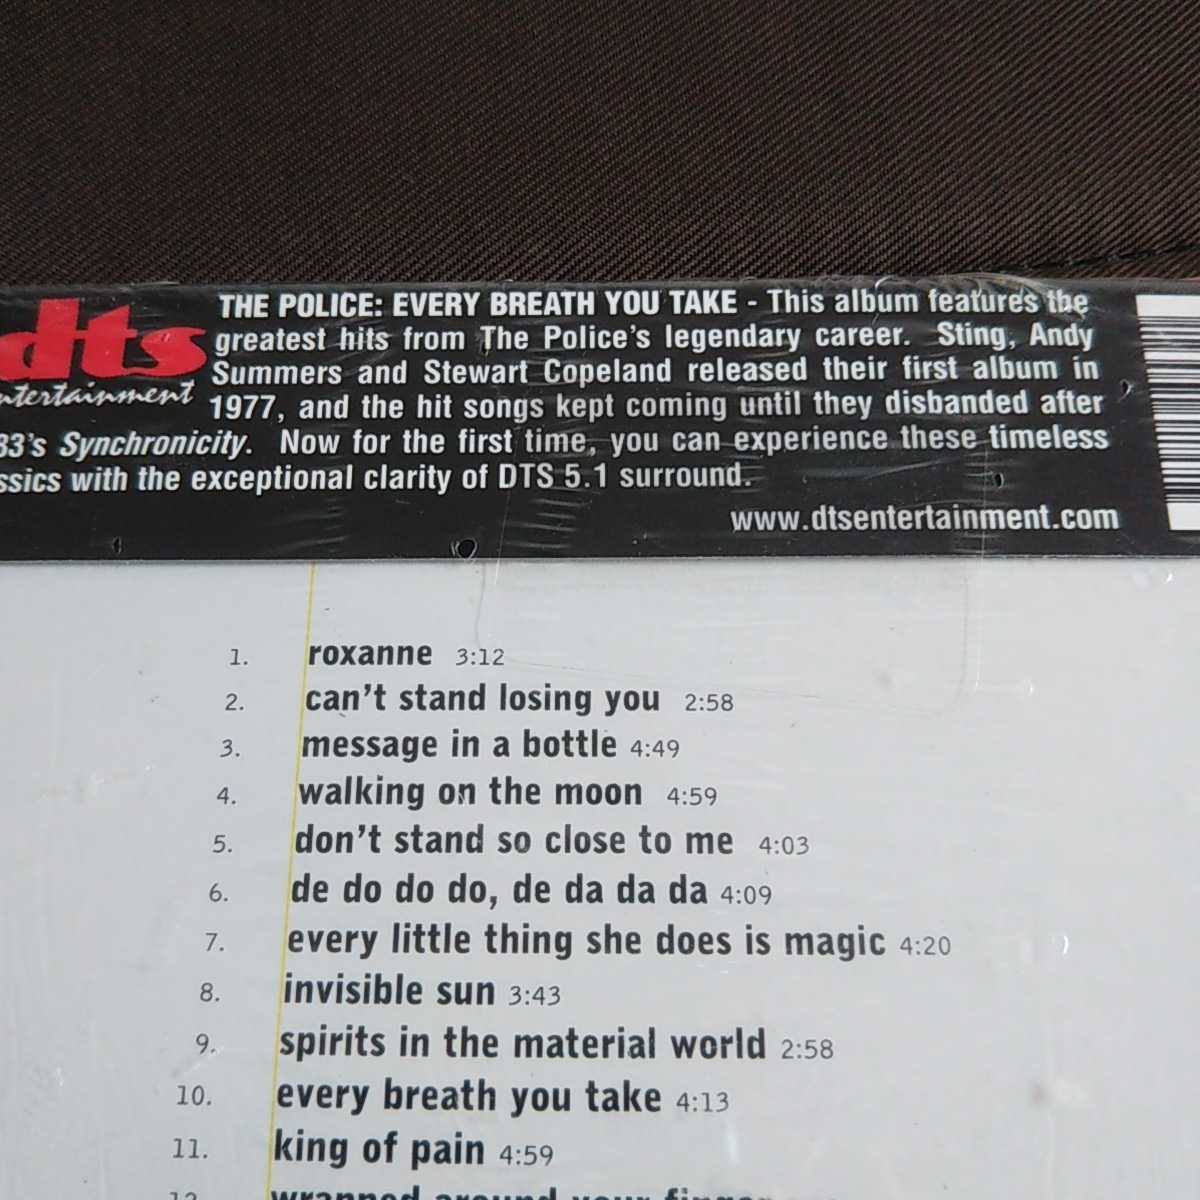 dts
ntertainment
THE POLICE: EVERY BREATH YOU TAKE - This album features the
greatest hits from The Police's legendary career. Sting, Andy
Summers and Stewart Copeland released their first album in
1977, and the hit songs kept coming until they disbanded after
83's Synchronicity. Now for the first time, you can experience these timeless
ssics with the exceptional clarity of DTS 5.1 surround.
www.dtsentertainment.com
1. roxanne 3:12
2. can't stand losing you 2:58
3. message in a bottle 4:49
4. walking on the moon 4:59
5. don't stand so close to me 4:03
6. de do do do, de da da da 4:09
7. every little thing she does is magic 4:20
8. invisible sun 3:43
9. spirits in the material world 2:58
10. every breath you take 4:13
11. king of pain 4:59
12. wrapped around your finger